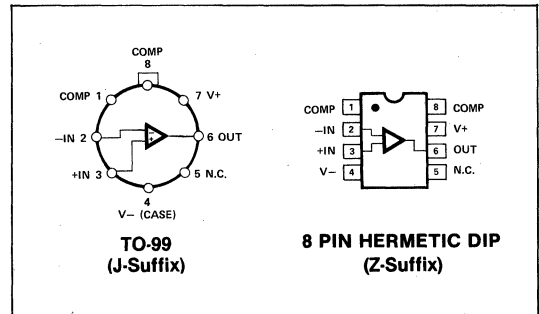 COMP
8
COMP 1
7 V+
–IN 2
6 OUT
+IN 3
5 N.C.
4
V– (CASE)
TO-99
(J-Suffix)
COMP 1
8 COMP
–IN 2
7 V+
+IN 3
6 OUT
V– 4
5 N.C.
8 PIN HERMETIC DIP
(Z-Suffix)